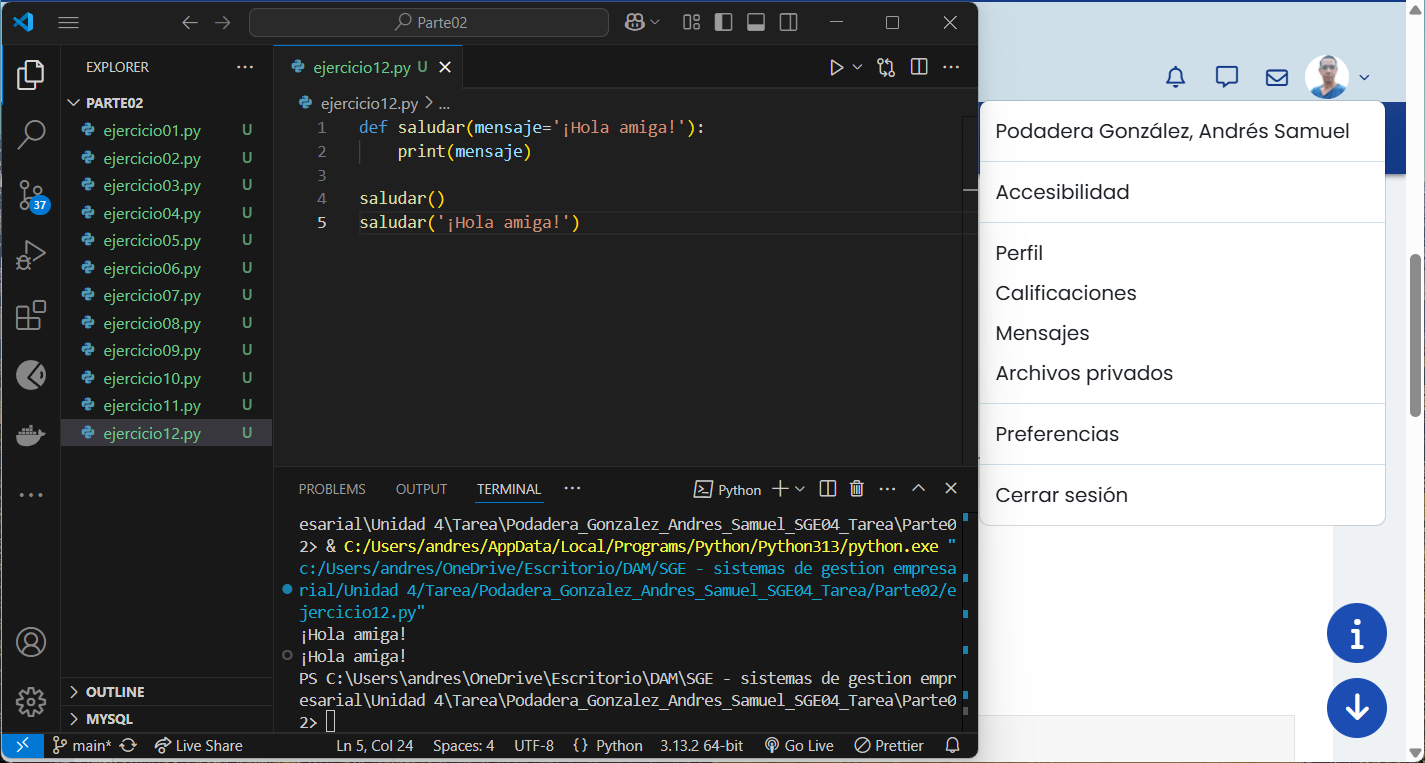 Parte02
EXPLORER
PARTE02
ejercicio01.py U
ejercicio02.py U
ejercicio03.py U
ejercicio04.py U
ejercicio05.py U
ejercicio06.py U
ejercicio07.py U
ejercicio08.py U
ejercicio09.py U
ejercicio10.py U
ejercicio11.py U
ejercicio12.py U
OUTLINE
MYSQL
37
ejercicio12.py U
ejercicio12.py > ...
1 def saludar(mensaje='¡Hola amiga!'):
2 print(mensaje)
3
4 saludar()
5 saludar('¡Hola amiga!')
PROBLEMS OUTPUT TERMINAL ... Python
esarial\Unidad 4\Tarea\Podadera_Gonzalez_Andres_Samuel_SGE04_Tarea\Parte0
2> & C:/Users/andres/AppData/Local/Programs/Python/Python313/python.exe "
c:/Users/andres/OneDrive/Escritorio/DAM/SGE - sistemas de gestion empresa
rial/Unidad 4/Tarea/Podadera_Gonzalez_Andres_Samuel_SGE04_Tarea/Parte02/e
jercicio12.py"
¡Hola amiga!
¡Hola amiga!
PS C:\Users\andres\OneDrive\Escritorio\DAM\SGE - sistemas de gestion empr
esarial\Unidad 4\Tarea\Podadera_Gonzalez_Andres_Samuel_SGE04_Tarea\Parte0
2>
main* Live Share Ln 5, Col 24 Spaces: 4 UTF-8 {} Python 3.13.2 64-bit Go Live Prettier
Podadera González, Andrés Samuel
Accesibilidad
Perfil
Calificaciones
Mensajes
Archivos privados
Preferencias
Cerrar sesión
i